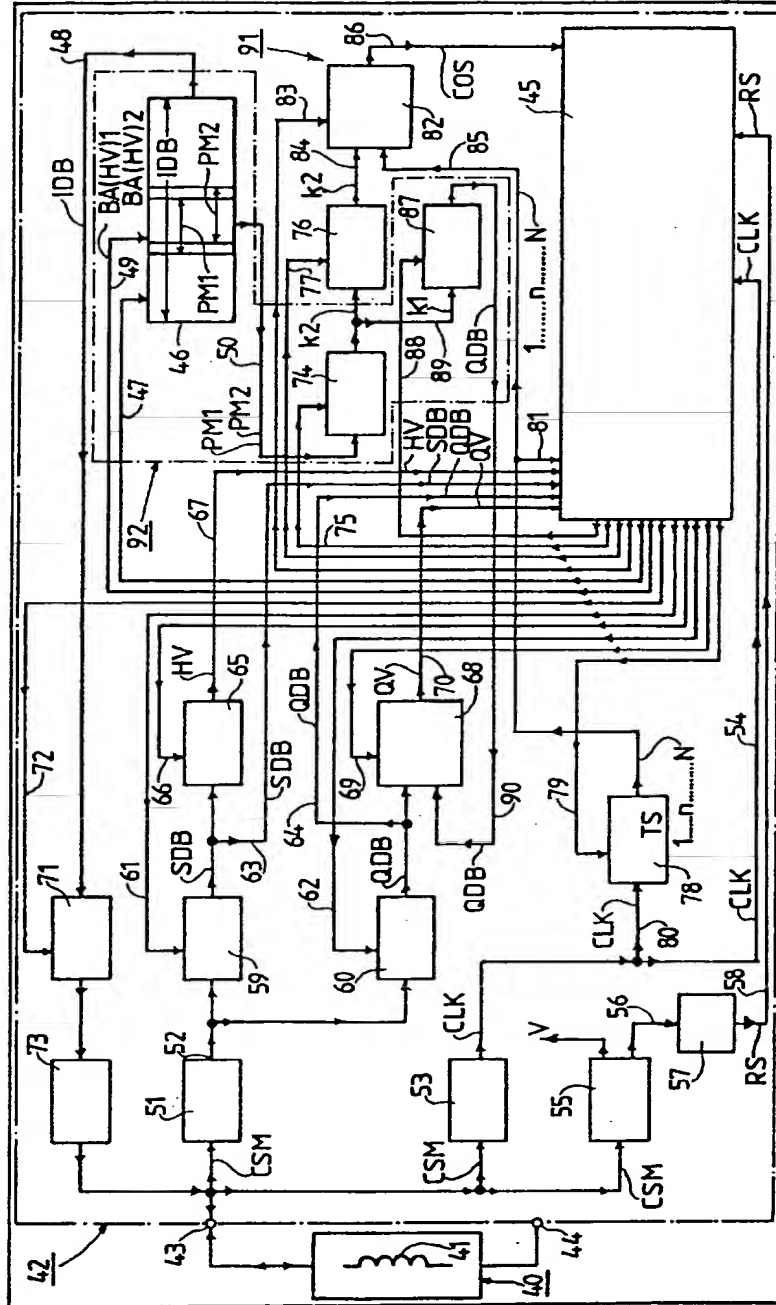 IDB
48
BA(HV)1
BA(HV)2
49
47
IDB
PM1
PM2
46
50
91
86
83
84
82
COS
k2
76
77
85
k2
74
87
k1
88
89
QDB
1.........n.........N
45
RS
CLK
PM1
PM2
92
67
HV
SDB
QDB
QV
75
81
72
71
73
61
66
HV
65
SDB
59
63
SDB
64
QDB
QV
70
69
68
62
QDB
60
90
QDB
51
52
CSM
79
N
TS
1......n.........N
78
CLK
80
54
CLK
CLK
53
CSM
V
56
55
57
58
RS
CSM
42
43
44
41
40